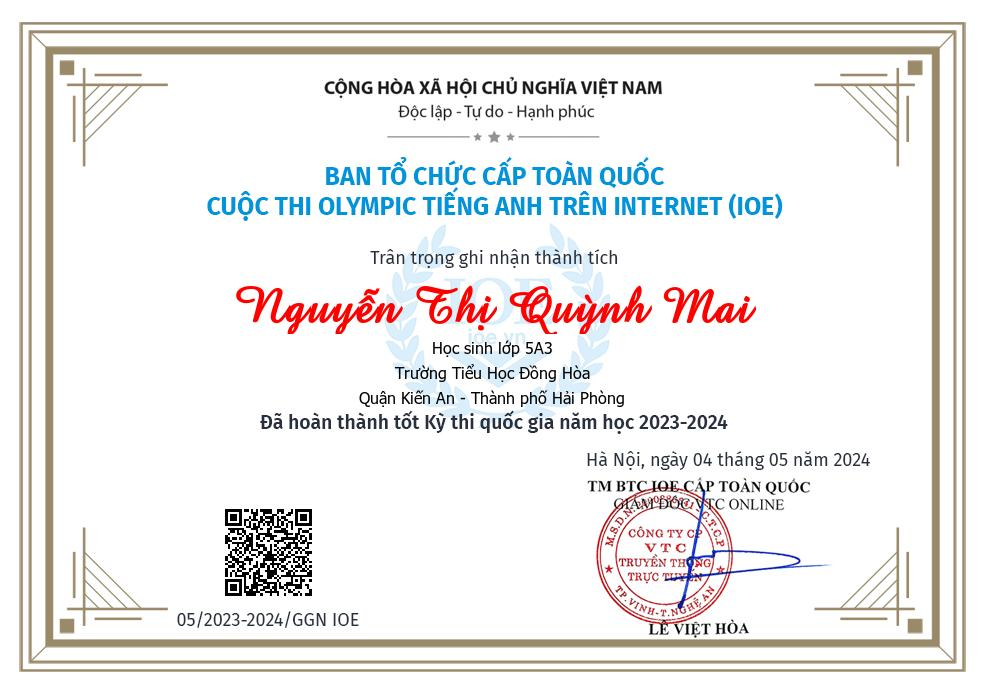 CỘNG HÒA XÃ HỘI CHỦ NGHĨA VIỆT NAM
Độc lập - Tự do - Hạnh phúc
BAN TỔ CHỨC CẤP TOÀN QUỐC
CUỘC THI OLYMPIC TIẾNG ANH TRÊN INTERNET (IOE)
Trân trọng ghi nhận thành tích
Nguyễn Thị Quỳnh Mai
IOE
ioe.vn
Học sinh lớp 5A3
Trường Tiểu Học Đồng Hòa
Quận Kiến An - Thành phố Hải Phòng
Đã hoàn thành tốt Kỳ thi quốc gia năm học 2023-2024
Hà Nội, ngày 04 tháng 05 năm 2024
TM BTC IOE CẤP TOÀN QUỐC
GIÁM ĐỐC VTC ONLINE
M.S.D.N C.T.C.P
CÔNG TY CP
VTC
TRUYỀN THÔNG
TRỰC TUYẾN
TP.VINH-T.NGHỆ AN
LÊ VIỆT HÒA
05/2023-2024/GGN IOE